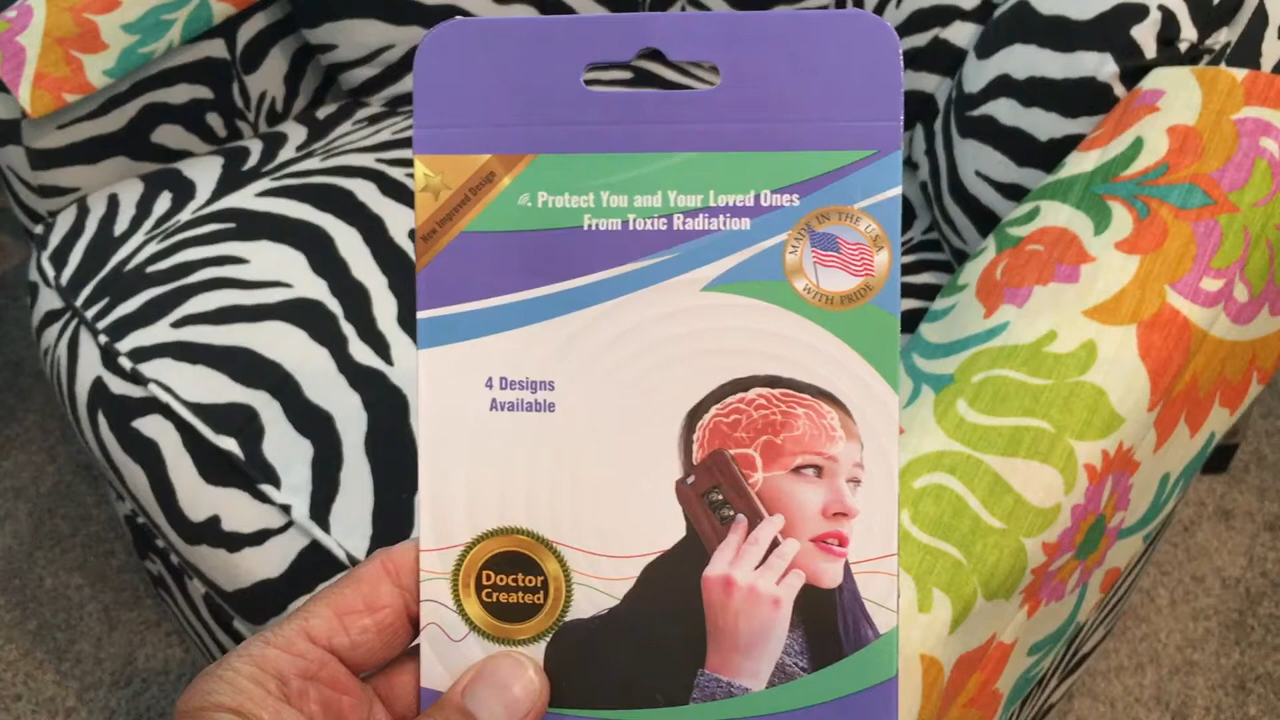 New Improved Design
Protect You and Your Loved Ones
From Toxic Radiation
MADE IN THE U.S.A
WITH PRIDE
4 Designs
Available
Doctor
Created